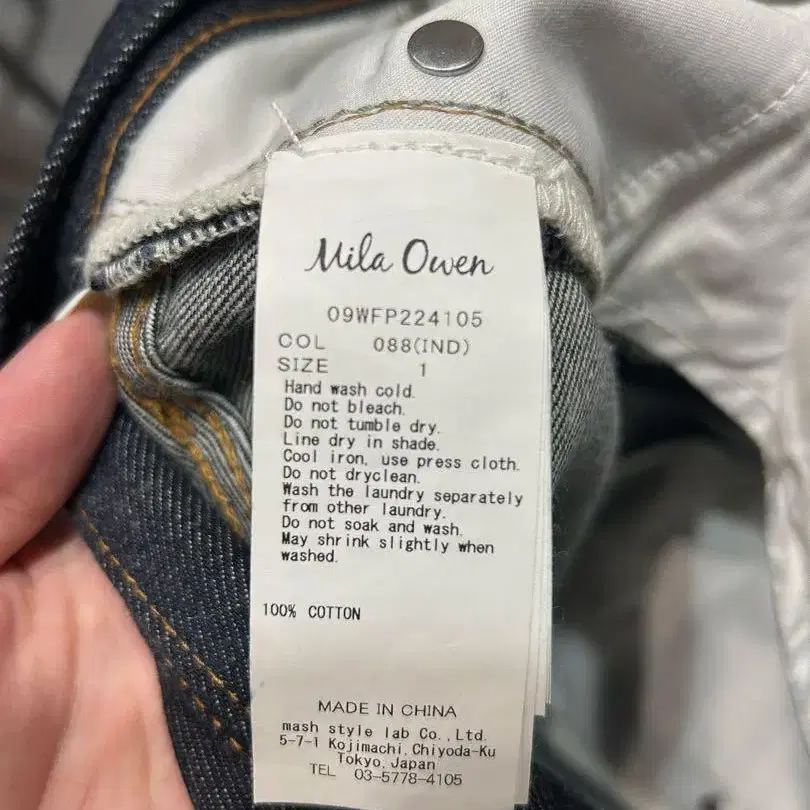 Mila Owen
09WFP224105
COL 088(IND)
SIZE 1
Hand wash cold.
Do not bleach.
Do not tumble dry.
Line dry in shade.
Cool iron, use press cloth.
Do not dryclean.
Wash the laundry separately
from other laundry.
Do not soak and wash.
May shrink slightly when
washed.
100% COTTON
MADE IN CHINA
mash style lab Co.,Ltd.
5-7-1 Kojimachi,Chiyoda-Ku
Tokyo,Japan
TEL 03-5778-4105